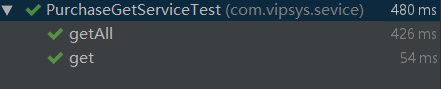 PurchaseGetServiceTest (com.vipsys.sevice) 480 ms
getAll 426 ms
get 54 ms